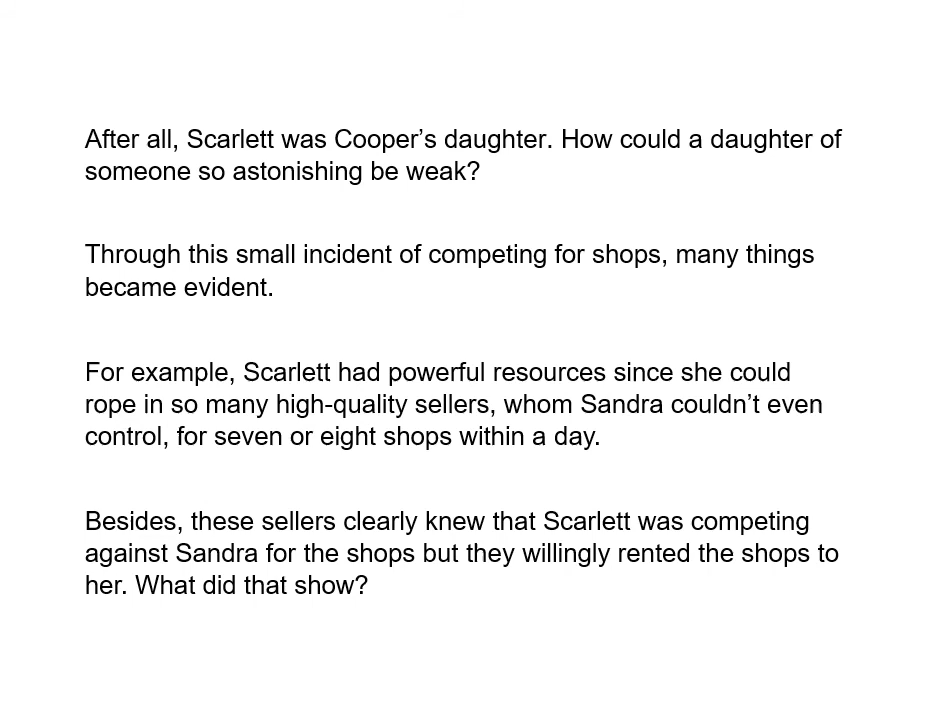 After all, Scarlett was Cooper’s daughter. How could a daughter of
someone so astonishing be weak?
Through this small incident of competing for shops, many things
became evident.
For example, Scarlett had powerful resources since she could
rope in so many high-quality sellers, whom Sandra couldn’t even
control, for seven or eight shops within a day.
Besides, these sellers clearly knew that Scarlett was competing
against Sandra for the shops but they willingly rented the shops to
her. What did that show?